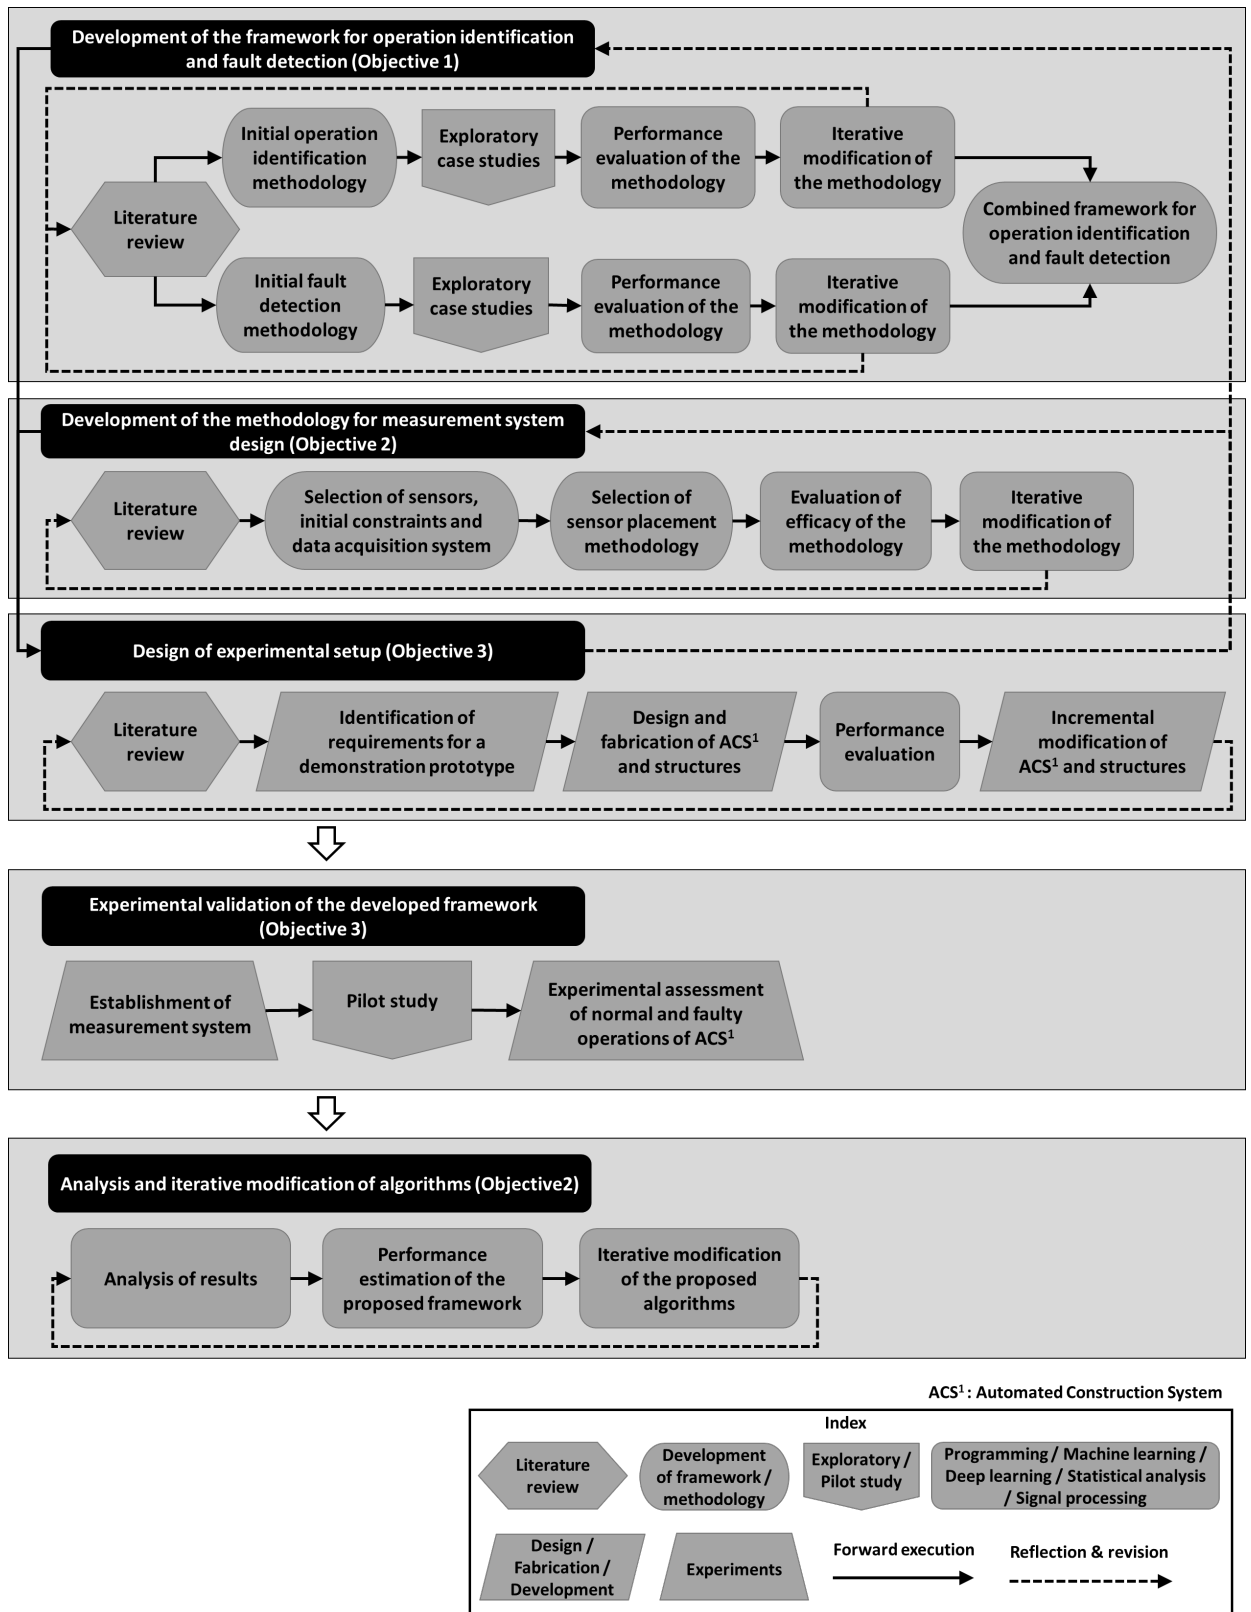 Development of the framework for operation identification
and fault detection (Objective 1)
Initial operation
identification
methodology
Exploratory
case studies
Performance
evaluation of the
methodology
Iterative
modification of
the methodology
Literature
review
Combined framework for
operation identification
and fault detection
Initial fault
detection
methodology
Exploratory
case studies
Performance
evaluation of the
methodology
Iterative
modification of
the methodology
Development of the methodology for measurement system
design (Objective 2)
Literature
review
Selection of sensors,
initial constraints and
data acquisition system
Selection of
sensor placement
methodology
Evaluation of
efficacy of the
methodology
Iterative
modification of
the methodology
Design of experimental setup (Objective 3)
Literature
review
Identification of
requirements for a
demonstration prototype
Design and
fabrication of ACS¹
and structures
Performance
evaluation
Incremental
modification of
ACS¹ and structures
Experimental validation of the developed framework
(Objective 3)
Establishment of
measurement system
Pilot study
Experimental assessment
of normal and faulty
operations of ACS¹
Analysis and iterative modification of algorithms (Objective2)
Analysis of results
Performance
estimation of the
proposed framework
Iterative modification
of the proposed
algorithms
ACS¹ : Automated Construction System
Index
Literature
review
Development
of framework /
methodology
Exploratory /
Pilot study
Programming / Machine learning /
Deep learning / Statistical analysis
/ Signal processing
Design /
Fabrication /
Development
Experiments
Forward execution
Reflection & revision